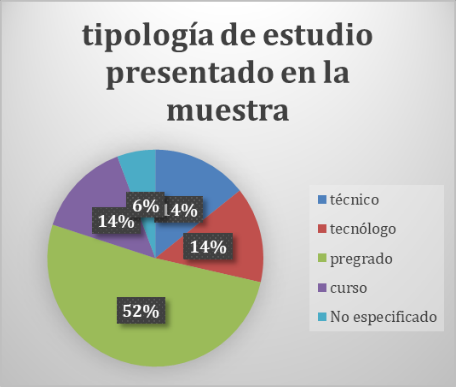 tipología de estudio
presentado en la
muestra
6%
14%
14%
14%
52%
técnico
tecnólogo
pregrado
curso
No especificado